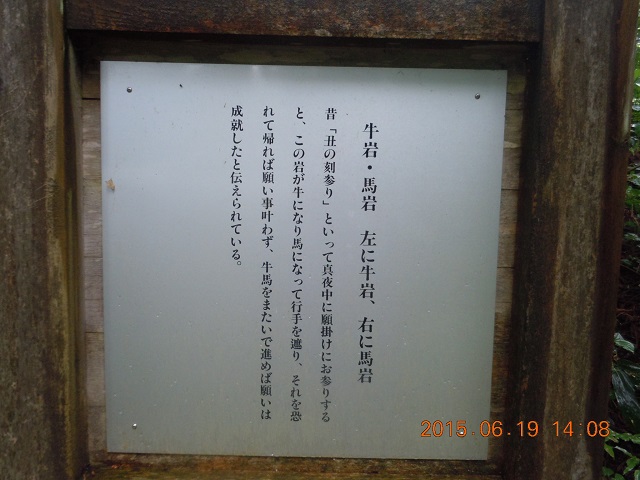 牛岩・馬岩　左に牛岩、右に馬岩
昔「丑の刻参り」といって真夜中に願掛けにお参りする
と、この岩が牛になり馬になって行手を遮り、それを恐
れて帰れば願い事叶わず、牛馬をまたいで進めば願いは
成就したと伝えられている。
2015.06.19 14:08